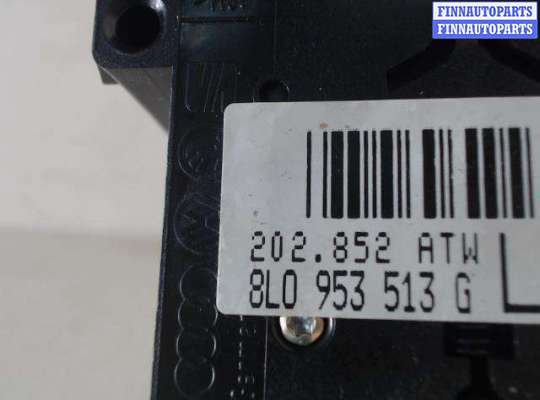 FINNAUTOPARTS
FINNAUTOPARTS
202.852 ATW
8L0 953 513 G